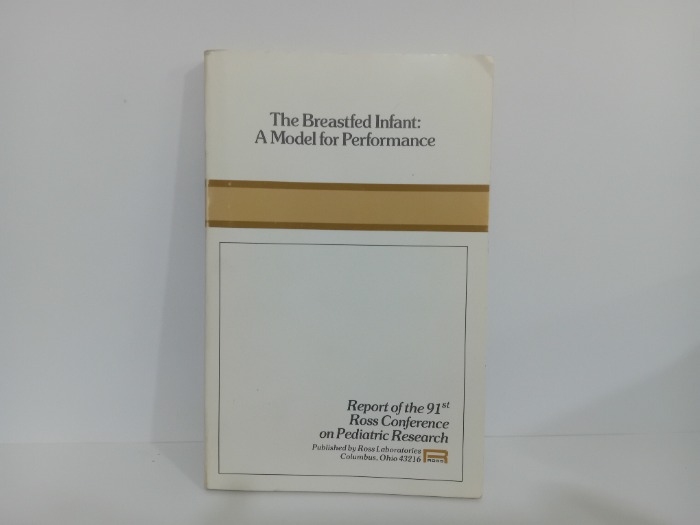 The Breastfed Infant:
A Model for Performance
Report of the 91st
Ross Conference
on Pediatric Research
Published by Ross Laboratories
Columbus, Ohio 43216
ROSS